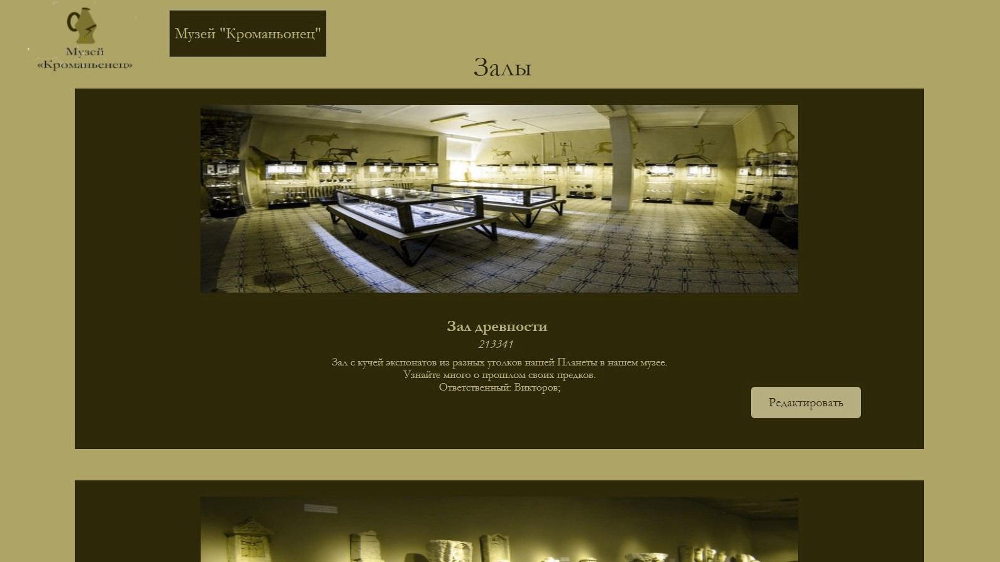 Музей
«Кроманьенец»
Музей "Кроманьонец"
Залы
Зал древности
213341
Зал с кучей экспонатов из разных уголков нашей Планеты в нашем музее.
Узнайте много о прошлом своих предков.
Ответственный: Викторов;
Редактировать